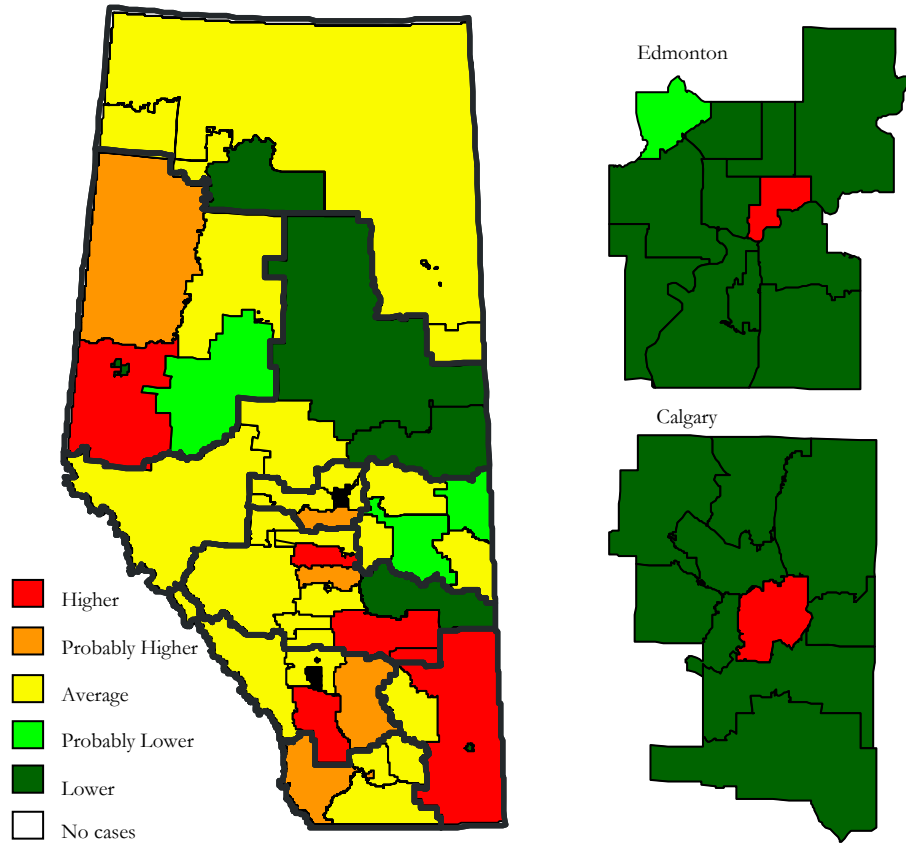 Edmonton
Calgary
Higher
Probably Higher
Average
Probably Lower
Lower
No cases